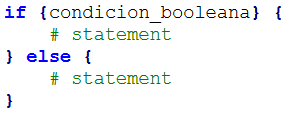 if {condicion_booleana} {
    # statement
} else {
    # statement
}